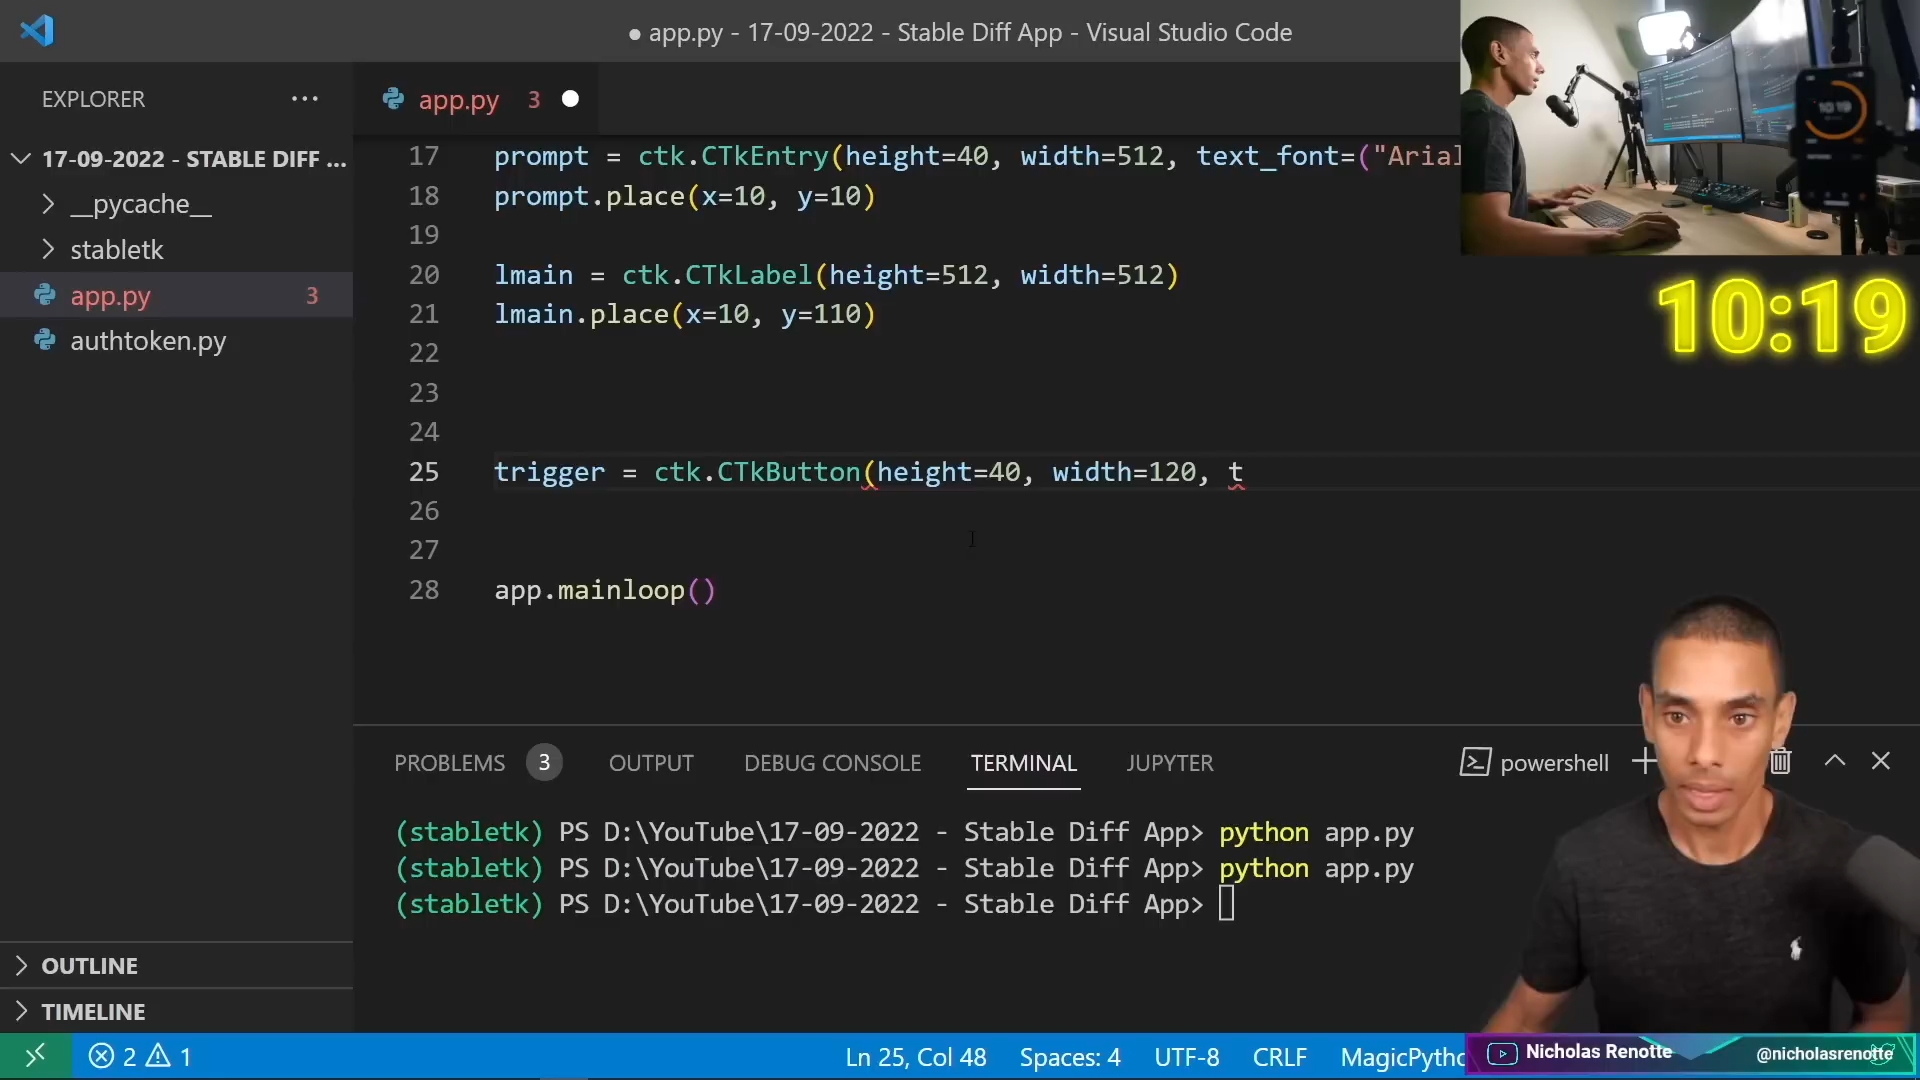 ● app.py - 17-09-2022 - Stable Diff App - Visual Studio Code
EXPLORER
17-09-2022 - STABLE DIFF ...
__pycache__
stabletk
app.py 3
authtoken.py
OUTLINE
TIMELINE
app.py 3
17 prompt = ctk.CTkEntry(height=40, width=512, text_font=("Arial
18 prompt.place(x=10, y=10)
19
20 lmain = ctk.CTkLabel(height=512, width=512)
21 lmain.place(x=10, y=110)
22
23
24
25 trigger = ctk.CTkButton(height=40, width=120, t
26
27
28 app.mainloop()
10:19
PROBLEMS 3 OUTPUT DEBUG CONSOLE TERMINAL JUPYTER powershell
(stabletk) PS D:\YouTube\17-09-2022 - Stable Diff App> python app.py
(stabletk) PS D:\YouTube\17-09-2022 - Stable Diff App> python app.py
(stabletk) PS D:\YouTube\17-09-2022 - Stable Diff App>
2 1 Ln 25, Col 48 Spaces: 4 UTF-8 CRLF MagicPytho
Nicholas Renotte @nicholasrenotte